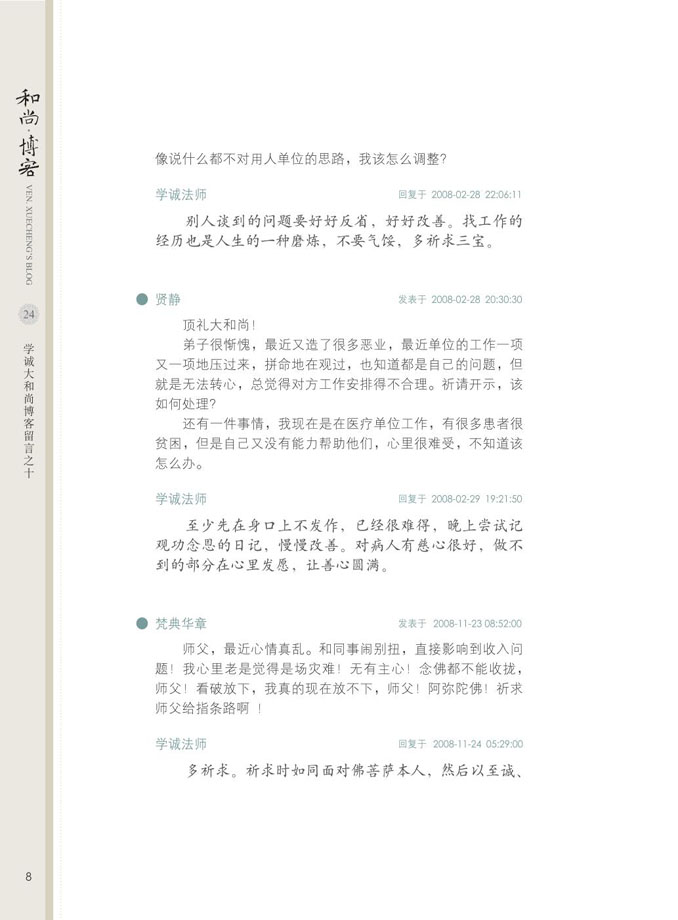 和尚·博客
VEN. XUECHENG'S BLOG
24
学诚大和尚博客留言之十
像说什么都不对用人单位的思路，我该怎么调整？
学诚法师 回复于 2008-02-28 22:06:11
别人谈到的问题要好好反省，好好改善。找工作的
经历也是人生的一种磨炼，不要气馁，多祈求三宝。
贤静 发表于 2008-02-28 20:30:30
顶礼大和尚！
弟子很惭愧，最近又造了很多恶业，最近单位的工作一项
又一项地压过来，拼命地在观过，也知道都是自己的问题，但
就是无法转心，总觉得对方工作安排得不合理。祈请开示，该
如何处理？
还有一件事情，我现在是在医疗单位工作，有很多患者很
贫困，但是自己又没有能力帮助他们，心里很难受，不知道该
怎么办。
学诚法师 回复于 2008-02-29 19:21:50
至少先在身口上不发作，已经很难得，晚上尝试记
观功念恩的日记，慢慢改善。对病人有慈心很好，做不
到的部分在心里发愿，让善心圆满。
梵典华章 发表于 2008-11-23 08:52:00
师父，最近心情真乱。和同事闹别扭，直接影响到收入问
题！我心里老是觉得是场灾难！无有主心！念佛都不能收拢，
师父！看破放下，我真的现在放不下，师父！阿弥陀佛！祈求
师父给指条路啊 ！
学诚法师 回复于 2008-11-24 05:29:00
多祈求。祈求时如同面对佛菩萨本人，然后以至诚、
8